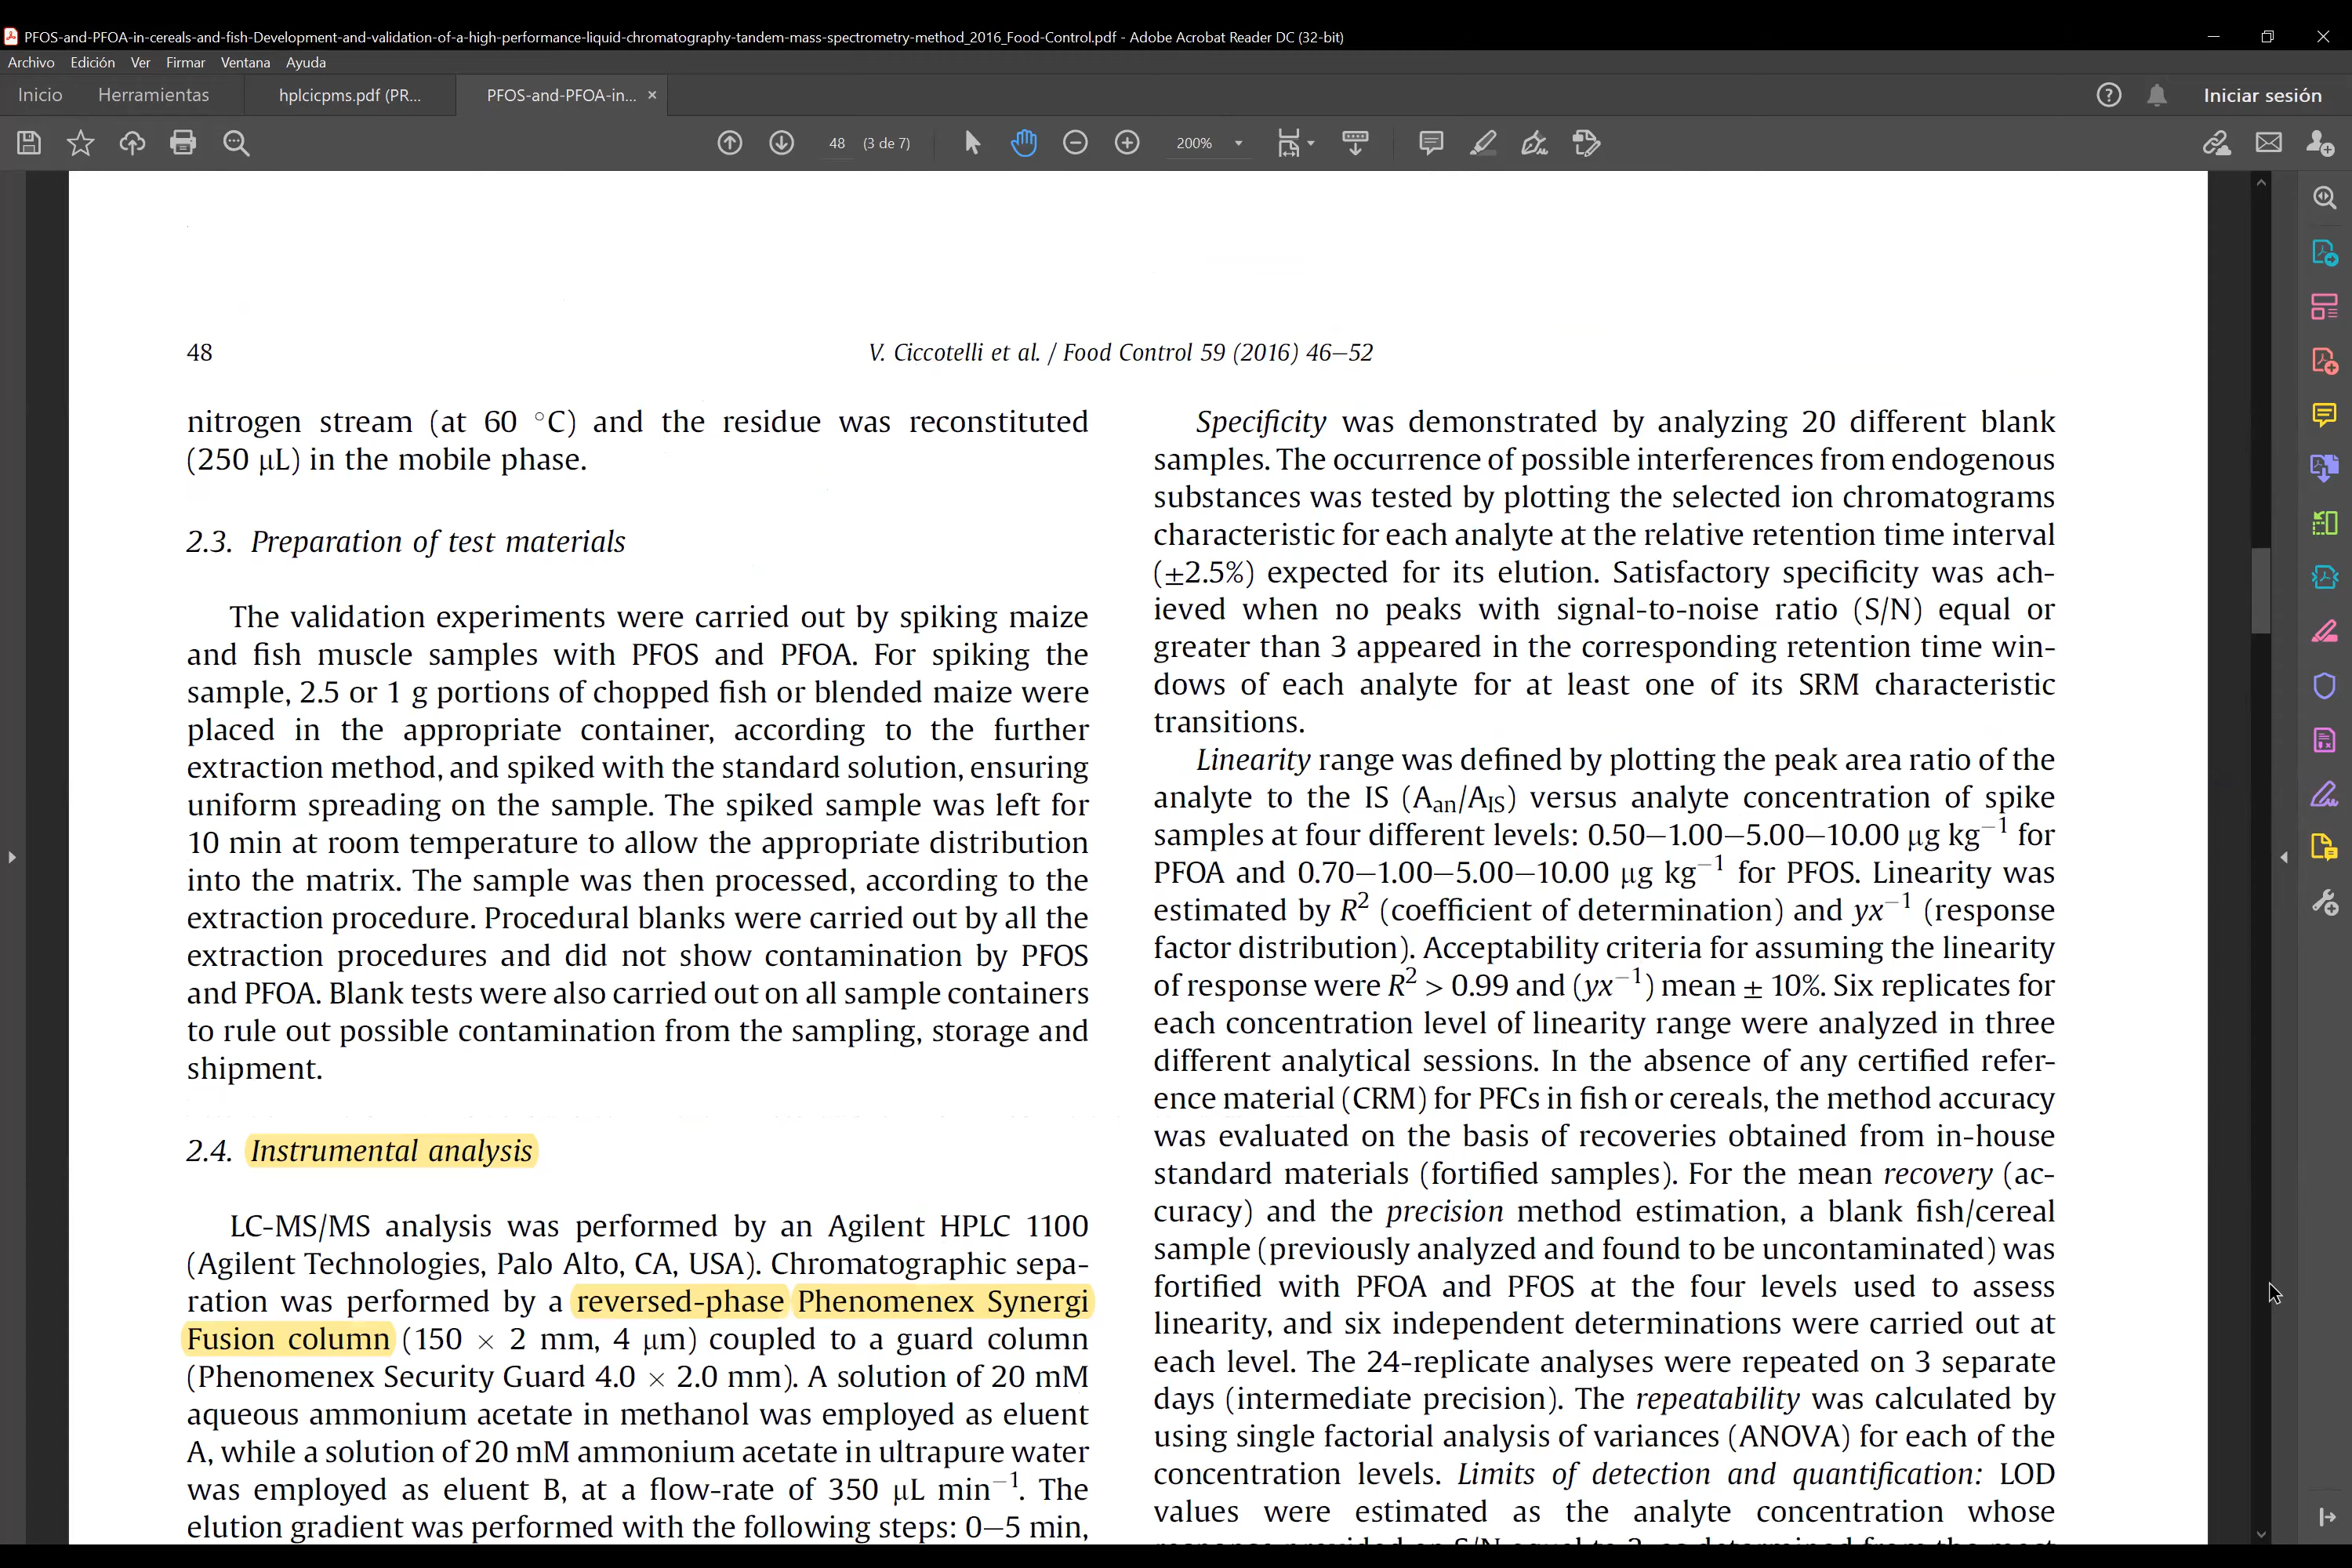 PFOS-and-PFOA-in-cereals-and-fish-Development-and-validation-of-a-high-performance-liquid-chromatography-tandem-mass-spectrometry-method_2016_Food-Control.pdf - Adobe Acrobat Reader DC (32-bit)
Archivo Edición Ver Firmar Ventana Ayuda
Inicio Herramientas hplcicpms.pdf (PR... PFOS-and-PFOA-in... × Iniciar sesión
48 (3 de 7) 200%
48
V. Ciccotelli et al. / Food Control 59 (2016) 46–52
nitrogen stream (at 60 °C) and the residue was reconstituted
(250 μL) in the mobile phase.
2.3. Preparation of test materials
The validation experiments were carried out by spiking maize
and fish muscle samples with PFOS and PFOA. For spiking the
sample, 2.5 or 1 g portions of chopped fish or blended maize were
placed in the appropriate container, according to the further
extraction method, and spiked with the standard solution, ensuring
uniform spreading on the sample. The spiked sample was left for
10 min at room temperature to allow the appropriate distribution
into the matrix. The sample was then processed, according to the
extraction procedure. Procedural blanks were carried out by all the
extraction procedures and did not show contamination by PFOS
and PFOA. Blank tests were also carried out on all sample containers
to rule out possible contamination from the sampling, storage and
shipment.
2.4. Instrumental analysis
LC-MS/MS analysis was performed by an Agilent HPLC 1100
(Agilent Technologies, Palo Alto, CA, USA). Chromatographic sepa-
ration was performed by a reversed-phase Phenomenex Synergi
Fusion column (150 × 2 mm, 4 μm) coupled to a guard column
(Phenomenex Security Guard 4.0 × 2.0 mm). A solution of 20 mM
aqueous ammonium acetate in methanol was employed as eluent
A, while a solution of 20 mM ammonium acetate in ultrapure water
was employed as eluent B, at a flow-rate of 350 μL min⁻¹. The
elution gradient was performed with the following steps: 0–5 min,
Specificity was demonstrated by analyzing 20 different blank
samples. The occurrence of possible interferences from endogenous
substances was tested by plotting the selected ion chromatograms
characteristic for each analyte at the relative retention time interval
(±2.5%) expected for its elution. Satisfactory specificity was ach-
ieved when no peaks with signal-to-noise ratio (S/N) equal or
greater than 3 appeared in the corresponding retention time win-
dows of each analyte for at least one of its SRM characteristic
transitions.
Linearity range was defined by plotting the peak area ratio of the
analyte to the IS (Aan/AIS) versus analyte concentration of spike
samples at four different levels: 0.50–1.00–5.00–10.00 μg kg⁻¹ for
PFOA and 0.70–1.00–5.00–10.00 μg kg⁻¹ for PFOS. Linearity was
estimated by R² (coefficient of determination) and yx⁻¹ (response
factor distribution). Acceptability criteria for assuming the linearity
of response were R² > 0.99 and (yx⁻¹) mean ± 10%. Six replicates for
each concentration level of linearity range were analyzed in three
different analytical sessions. In the absence of any certified refer-
ence material (CRM) for PFCs in fish or cereals, the method accuracy
was evaluated on the basis of recoveries obtained from in-house
standard materials (fortified samples). For the mean recovery (ac-
curacy) and the precision method estimation, a blank fish/cereal
sample (previously analyzed and found to be uncontaminated) was
fortified with PFOA and PFOS at the four levels used to assess
linearity, and six independent determinations were carried out at
each level. The 24-replicate analyses were repeated on 3 separate
days (intermediate precision). The repeatability was calculated by
using single factorial analysis of variances (ANOVA) for each of the
concentration levels. Limits of detection and quantification: LOD
values were estimated as the analyte concentration whose